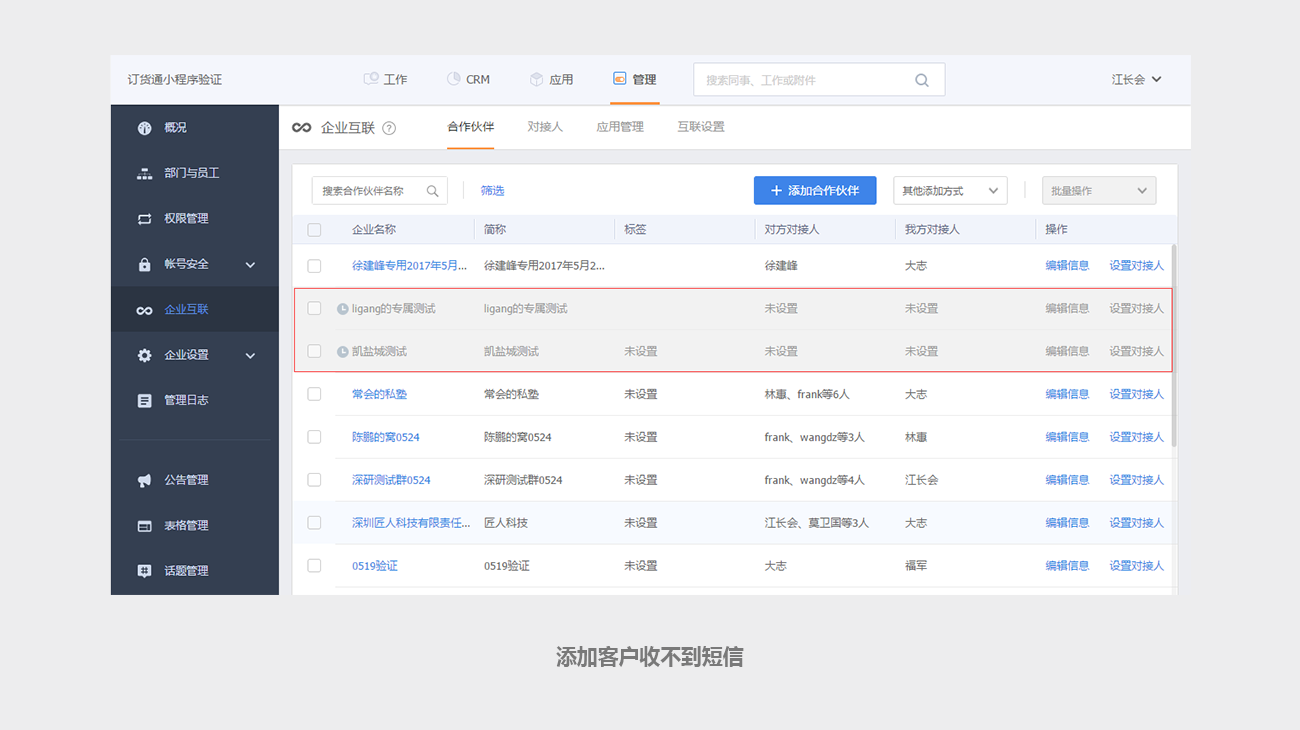 订货通小程序验证 工作 CRM 应用 管理 搜索同事、工作或附件 江长会
概况
部门与员工
权限管理
帐号安全
企业互联
企业设置
管理日志
公告管理
表格管理
话题管理
企业互联 ? 合作伙伴 对接人 应用管理 互联设置
搜索合作伙伴名称 筛选 + 添加合作伙伴 其他添加方式 批量操作
企业名称 简称 标签 对方对接人 我方对接人 操作
徐建峰专用2017年5月... 徐建峰专用2017年5月2... 徐建峰 大志 编辑信息 设置对接人
ligang的专属测试 ligang的专属测试 未设置 未设置 编辑信息 设置对接人
凯盐城测试 凯盐城测试 未设置 未设置 未设置 编辑信息 设置对接人
常会的私塾 常会的私塾 未设置 林惠、frank等6人 大志 编辑信息 设置对接人
陈鹏的窝0524 陈鹏的窝0524 未设置 frank、wangdz等3人 林惠 编辑信息 设置对接人
深研测试群0524 深研测试群0524 未设置 frank、wangdz等4人 江长会 编辑信息 设置对接人
深圳匠人科技有限责任... 匠人科技 未设置 江长会、莫卫国等3人 大志 编辑信息 设置对接人
0519验证 0519验证 未设置 大志 福军 编辑信息 设置对接人
添加客户收不到短信